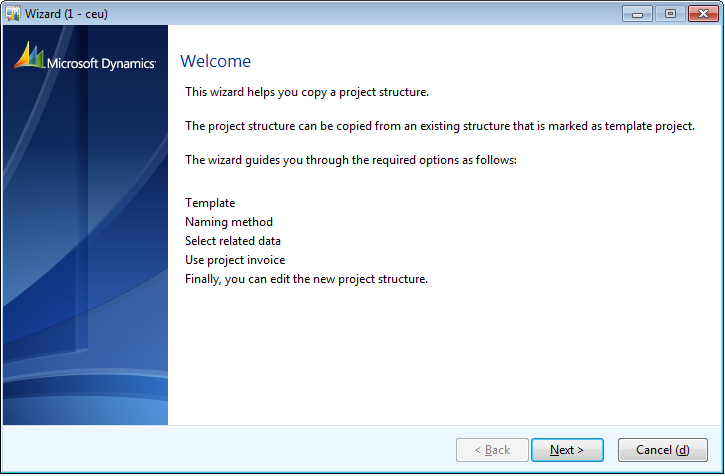 Wizard (1 - ceu)
Microsoft Dynamics
Welcome
This wizard helps you copy a project structure.
The project structure can be copied from an existing structure that is marked as template project.
The wizard guides you through the required options as follows:
Template
Naming method
Select related data
Use project invoice
Finally, you can edit the new project structure.
< Back Next > Cancel (d)